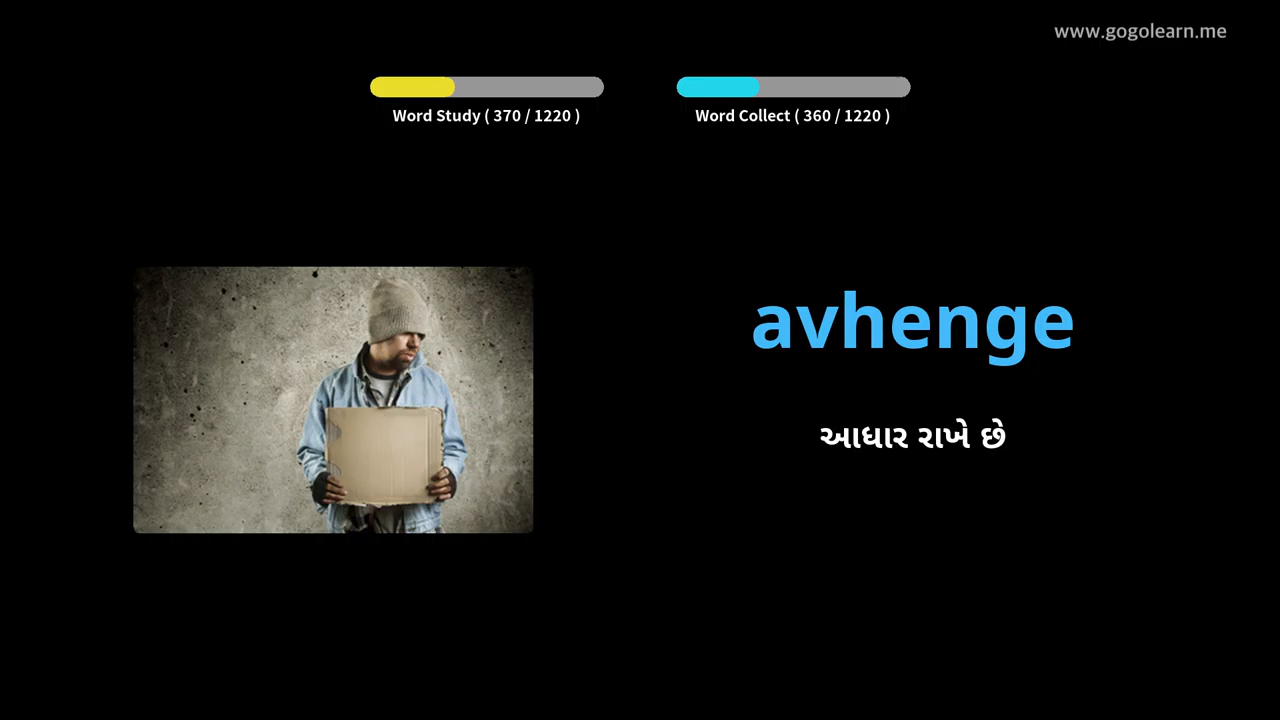 www.gogolearn.me
Word Study ( 370 / 1220 )
Word Collect ( 360 / 1220 )
avhenge
આધાર રાખે છે